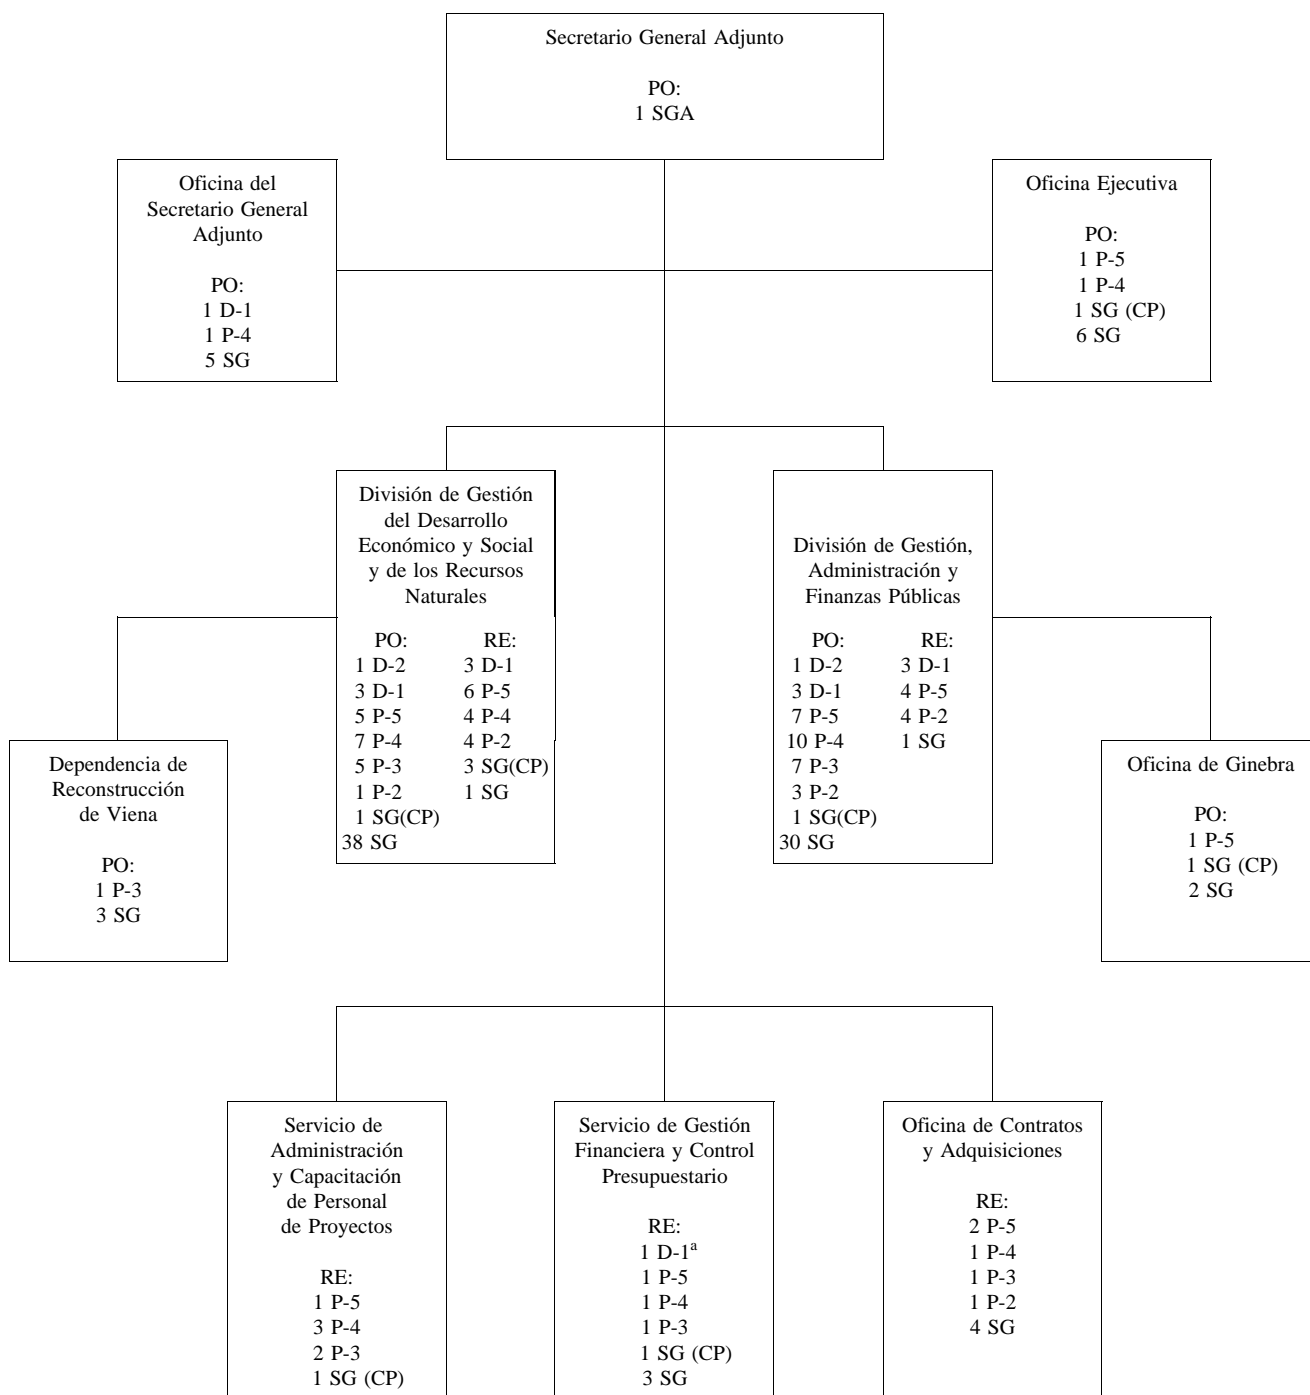 Secretario General Adjunto
PO:
1 SGA
Oficina del
Secretario General
Adjunto
PO:
1 D-1
1 P-4
5 SG
Oficina Ejecutiva
PO:
1 P-5
1 P-4
1 SG (CP)
6 SG
División de Gestión
del Desarrollo
Económico y Social
y de los Recursos
Naturales
PO: RE:
1 D-2 3 D-1
3 D-1 6 P-5
5 P-5 4 P-4
7 P-4 4 P-2
5 P-3 3 SG(CP)
1 P-2 1 SG
1 SG(CP)
38 SG
División de Gestión,
Administración y
Finanzas Públicas
PO: RE:
1 D-2 3 D-1
3 D-1 4 P-5
7 P-5 4 P-2
10 P-4 1 SG
7 P-3
3 P-2
1 SG(CP)
30 SG
Dependencia de
Reconstrucción
de Viena
PO:
1 P-3
3 SG
Oficina de Ginebra
PO:
1 P-5
1 SG (CP)
2 SG
Servicio de
Administración
y Capacitación
de Personal
de Proyectos
RE:
1 P-5
3 P-4
2 P-3
1 SG (CP)
Servicio de Gestión
Financiera y Control
Presupuestario
RE:
1 D-1a
1 P-5
1 P-4
1 P-3
1 SG (CP)
3 SG
Oficina de Contratos
y Adquisiciones
RE:
2 P-5
1 P-4
1 P-3
1 P-2
4 SG